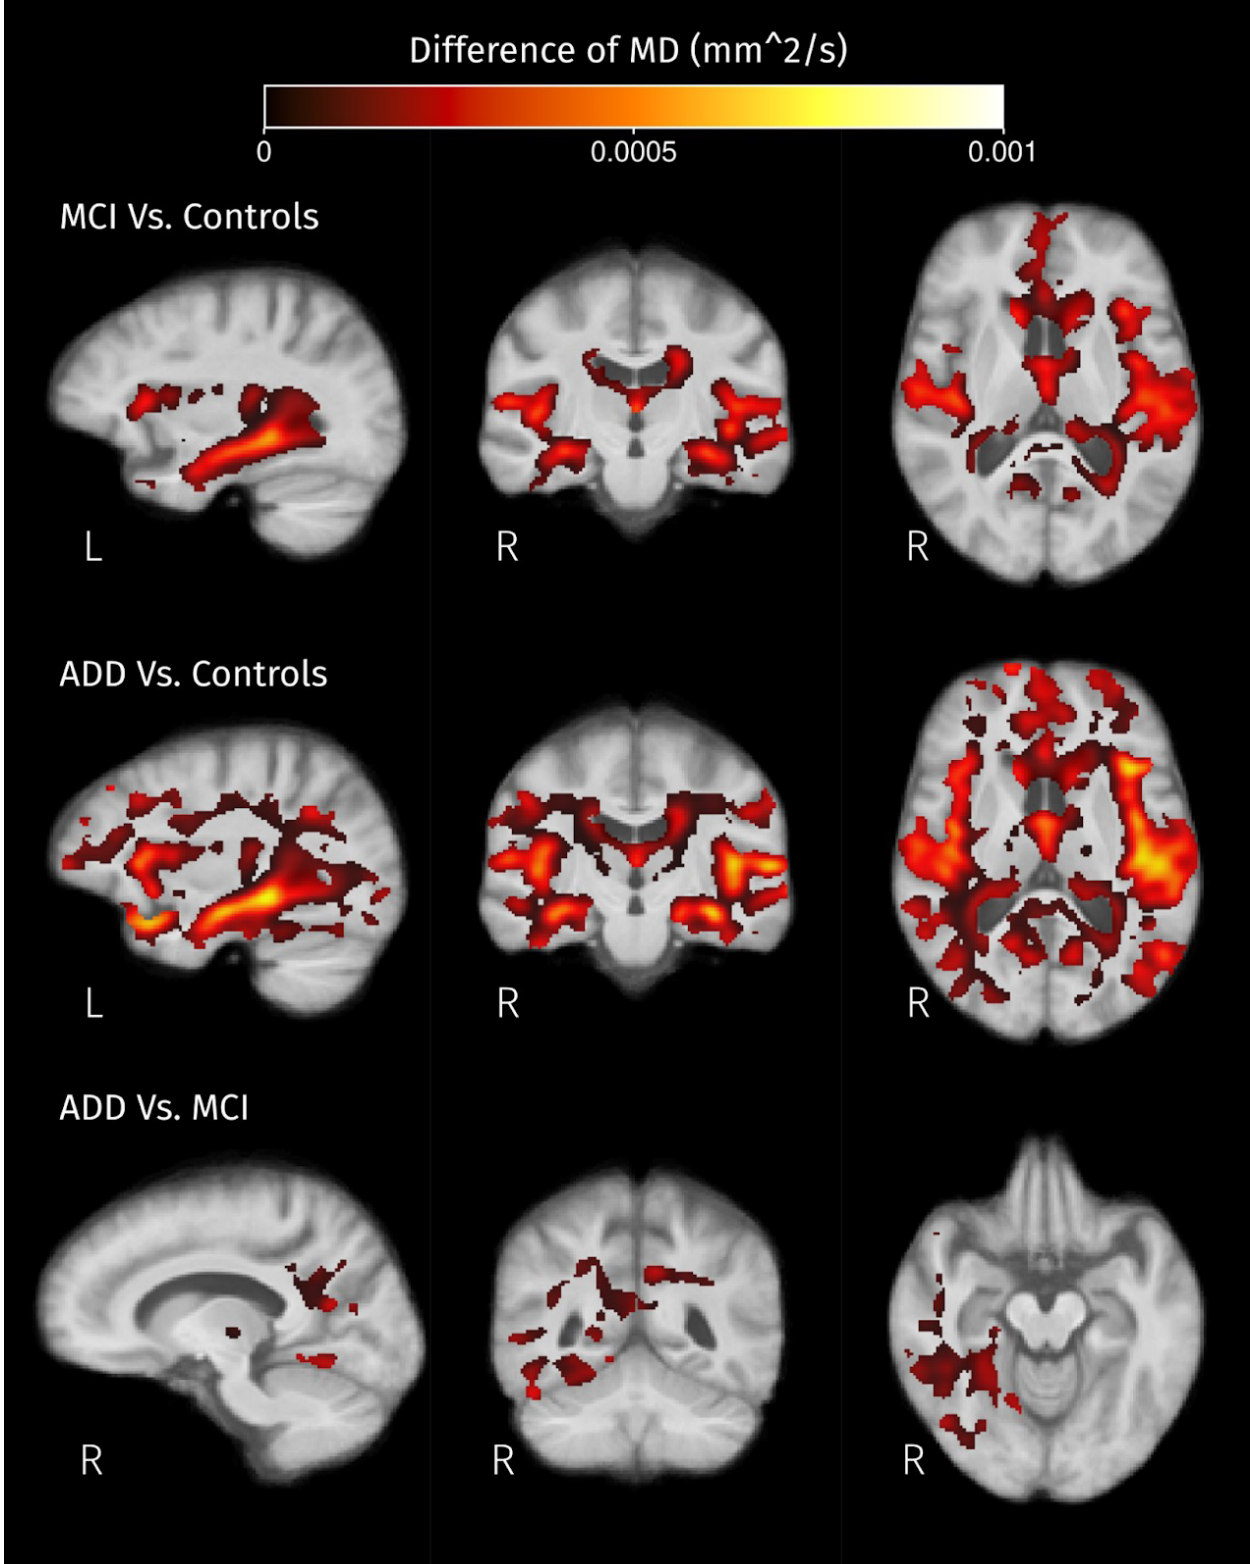 Difference of MD (mm^2/s)
0 0.0005 0.001
MCI Vs. Controls
L R R
ADD Vs. Controls
L R R
ADD Vs. MCI
R R R